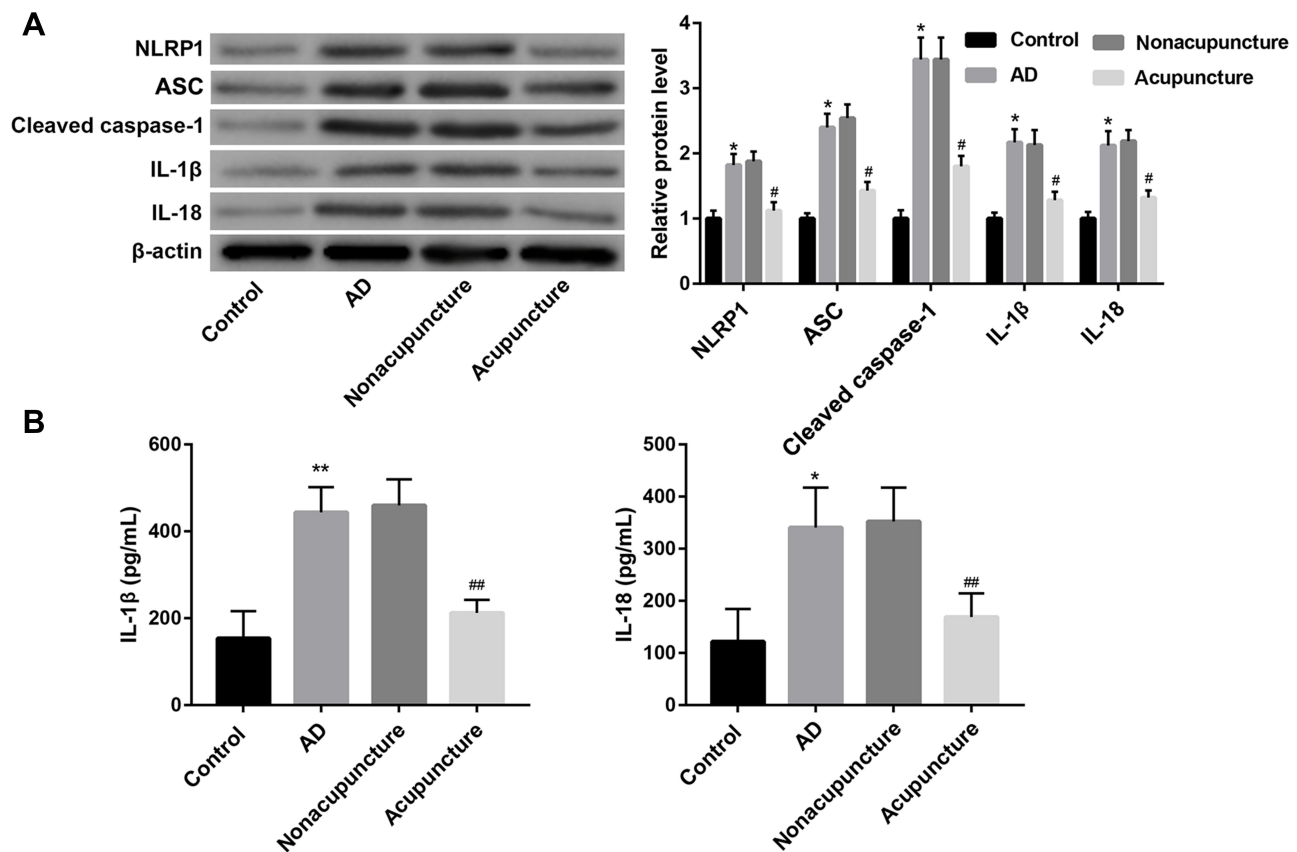 A
NLRP1
ASC
Cleaved caspase-1
IL-1β
IL-18
β-actin
Control
AD
Nonacupuncture
Acupuncture
Relative protein level
4
3
2
1
0
Control
AD
Nonacupuncture
Acupuncture
*
#
*
#
*
#
*
#
*
#
NLRP1
ASC
Cleaved caspase-1
IL-1β
IL-18
B
IL-1β (pg/mL)
600
400
200
0
**
##
Control
AD
Nonacupuncture
Acupuncture
IL-18 (pg/mL)
500
400
300
200
100
0
*
##
Control
AD
Nonacupuncture
Acupuncture